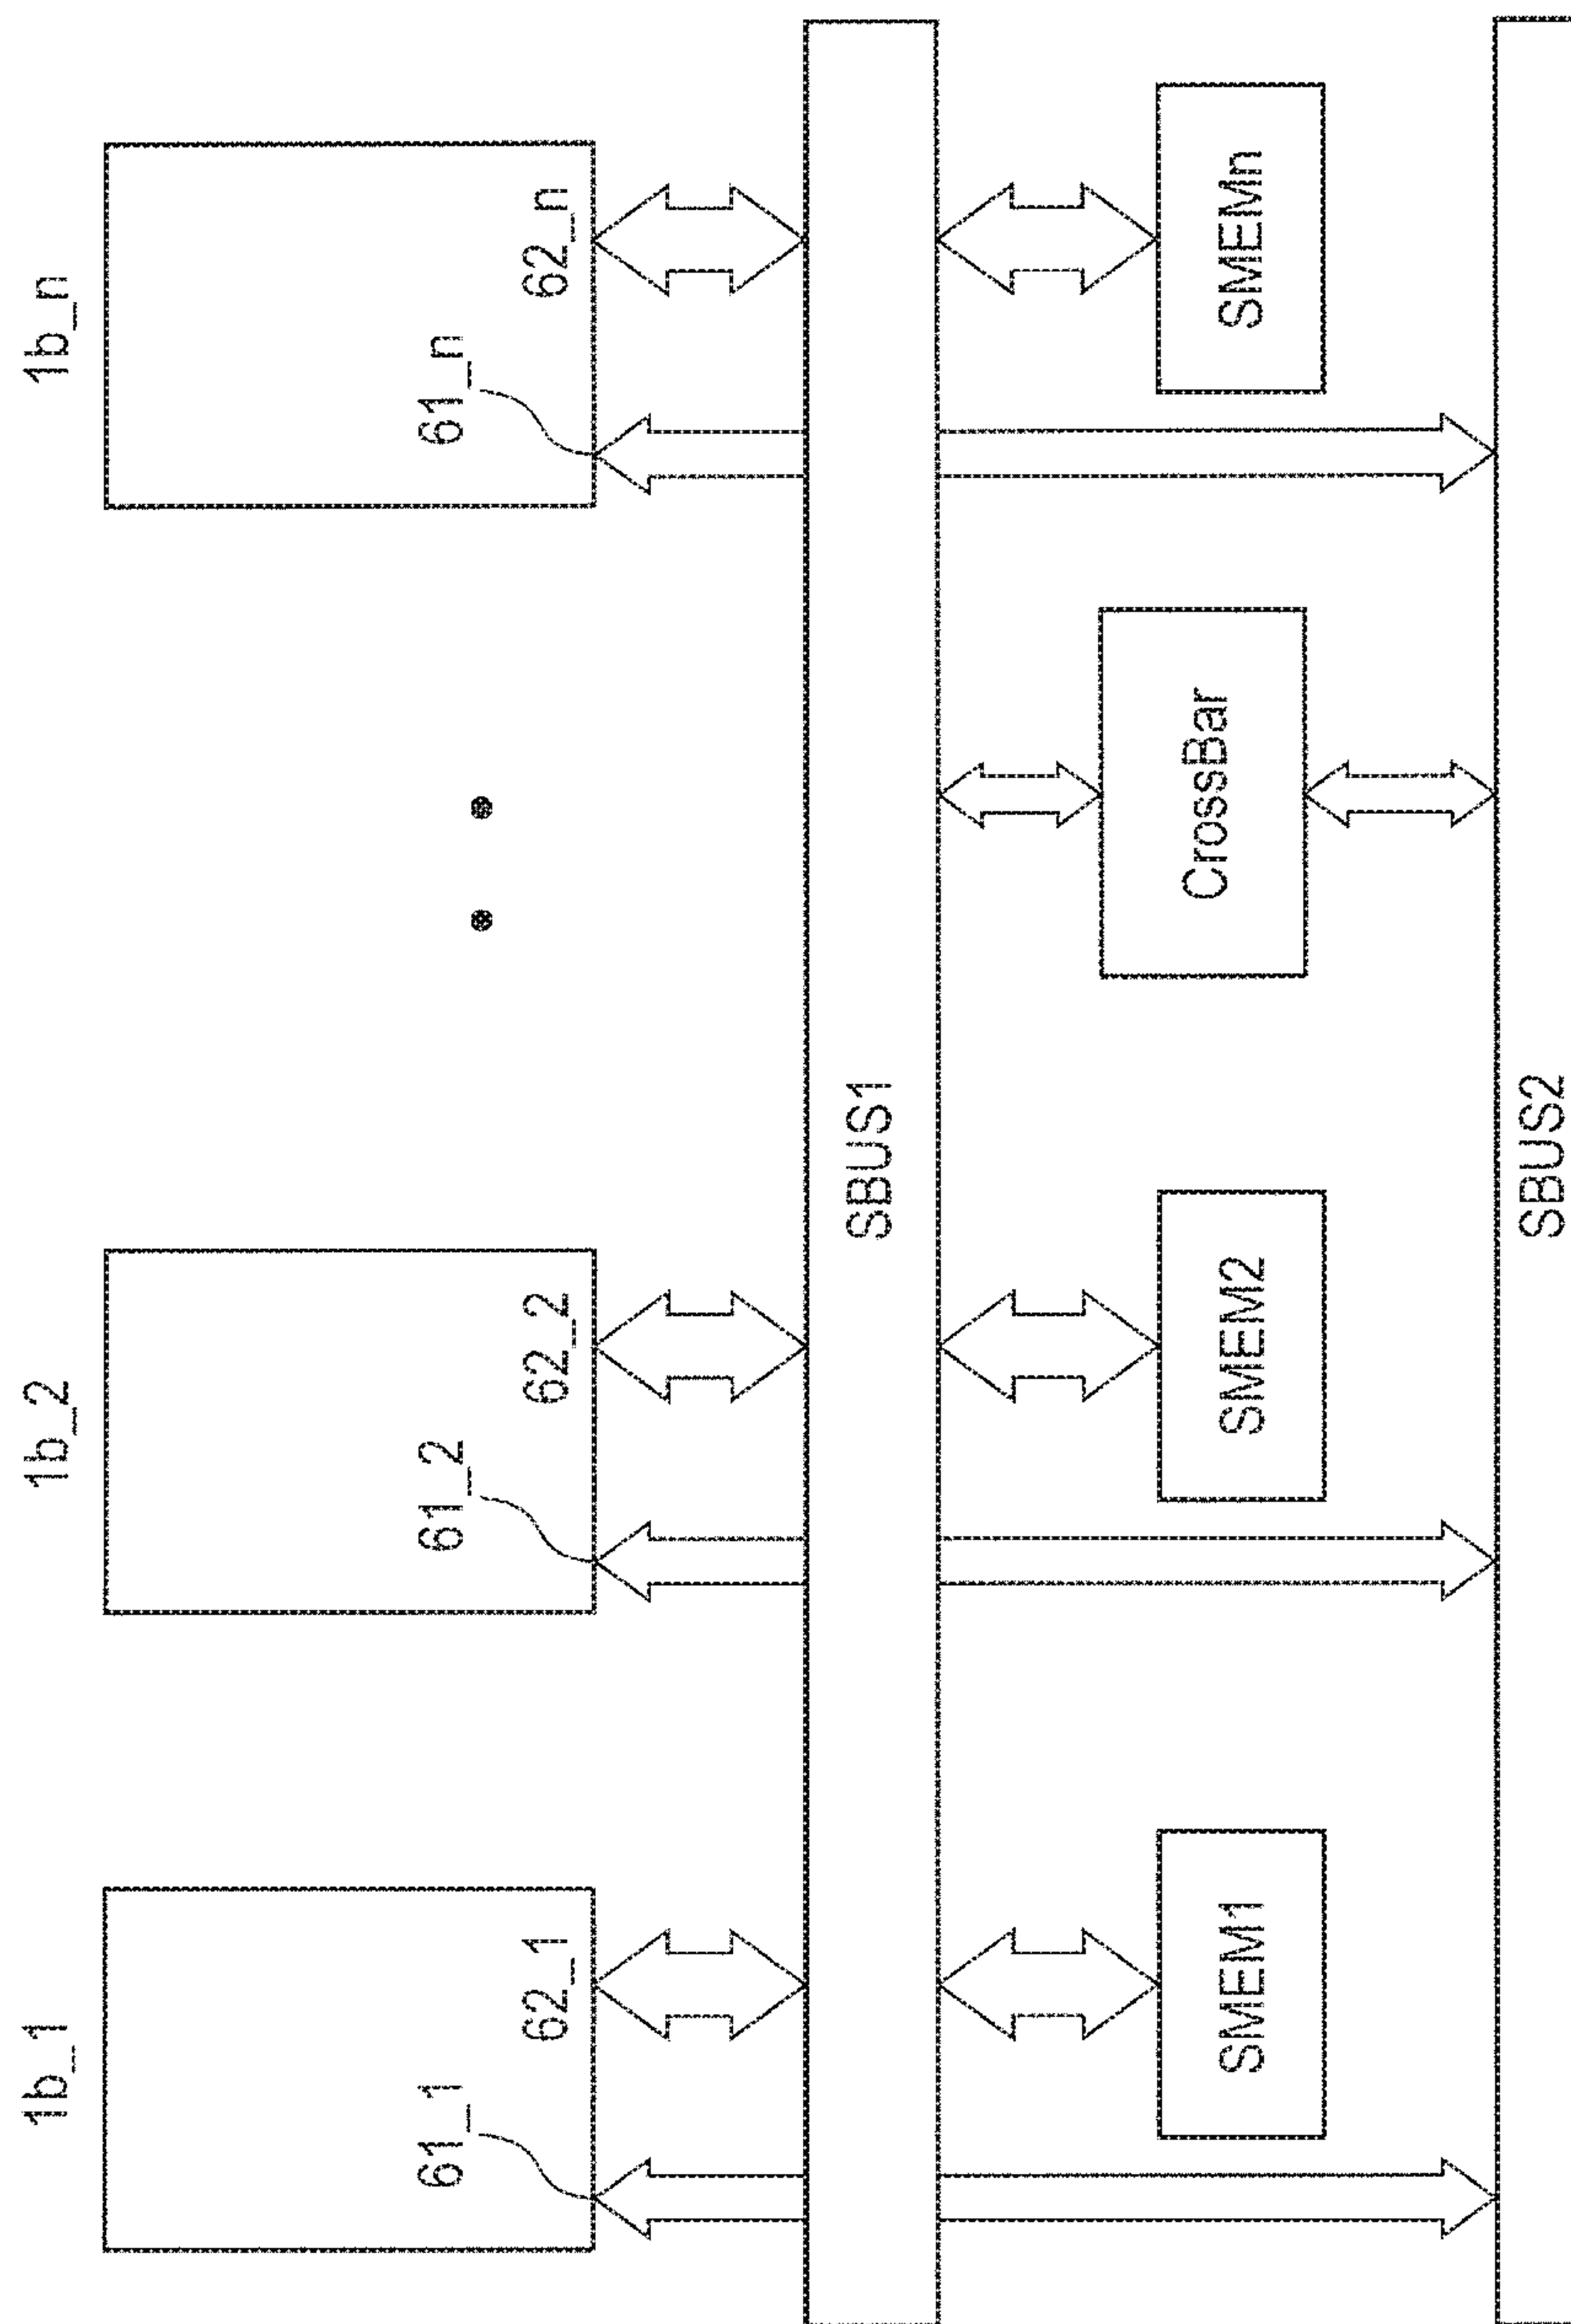 1b_1
1b_2
1b_n
61_1
61_2
61_n
62_1
62_2
62_n
SBUS1
CrossBar
SMEM1
SMEM2
SMEMn
SBUS2